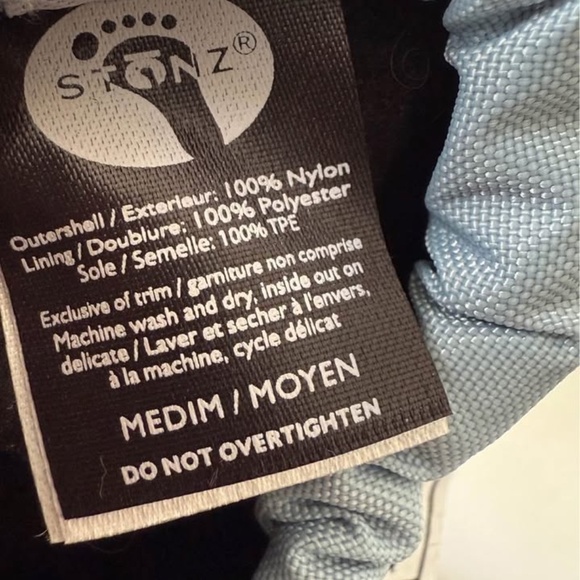 STONZ®
Outershell / Exterieur: 100% Nylon
Lining / Doublure: 100% Polyester
Sole / Semelle: 100% TPE
Exclusive of trim / garniture non comprise
Machine wash and dry, inside out on
delicate / Laver et secher à l'envers,
à la machine, cycle délicat
MEDIM / MOYEN
DO NOT OVERTIGHTEN